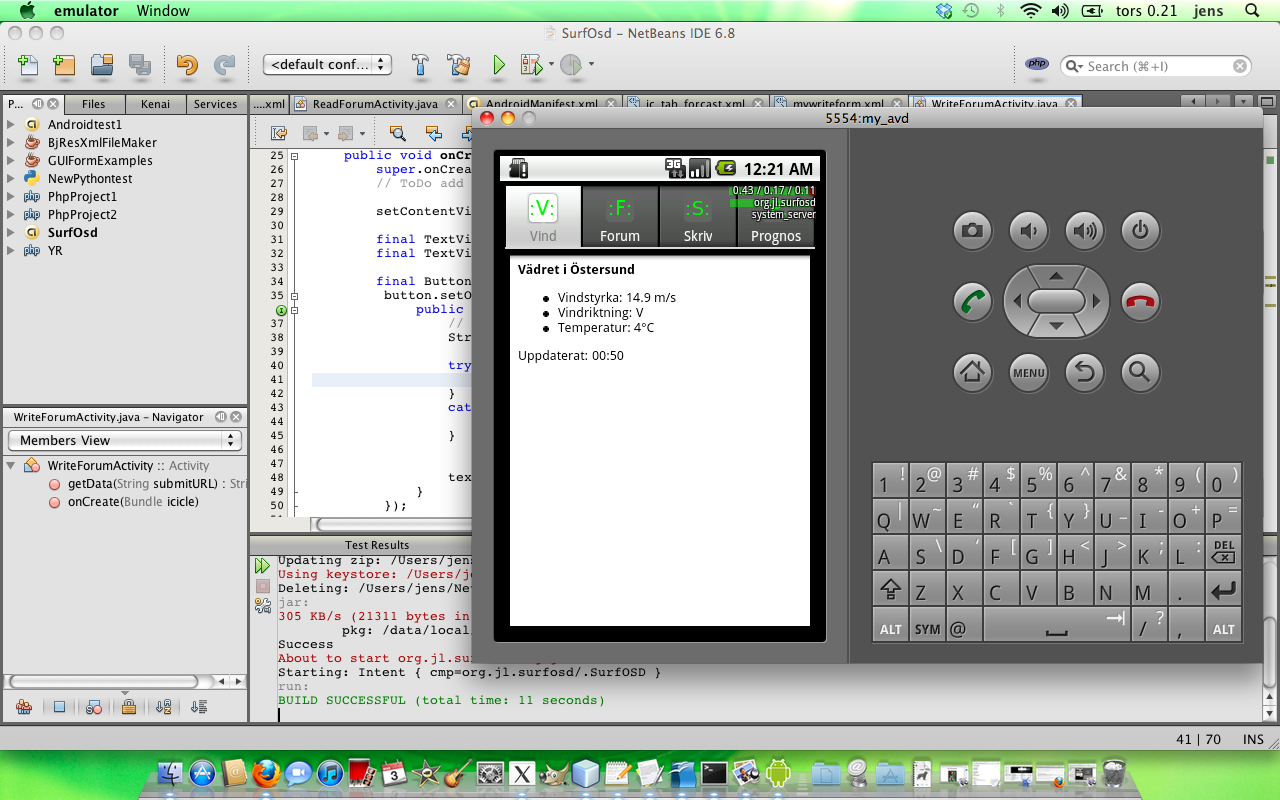 emulator Window tors 0.21 jens
SurfOsd – NetBeans IDE 6.8
<default conf... php Search (⌘+I)
P... Files Kenai Services ....xml ReadForumActivity.java AndroidManifest.xml ic_tab_forcast.xml mywriteform.xml WriteForumActivity.java
Androidtest1
BjResXmlFileMaker
GUIFormExamples
NewPythontest
php PhpProject1
php PhpProject2
SurfOsd
php YR
WriteForumActivity.java – Navigator
Members View
WriteForumActivity :: Activity
getData(String submitURL) : Stri
onCreate(Bundle icicle)
25 public void onCr
26 super.onCrea
27 // ToDo add
28
29 setContentVi
30
31 final TextVi
32 final TextVi
33
34 final Button
35 button.setO
public
37 //
38 Str
39
40 try
41
42 }
43 cat
44
45 }
46
47
48 tex
49 }
50 });
5554:my_avd
3G 12:21 AM
0.43 / 0.17 / 0.11
org.jl.surfosd
system_server
:V: :F: :S:
Vind Forum Skriv Prognos
Vädret i Östersund
Vindstyrka: 14.9 m/s
Vindriktning: V
Temperatur: 4°C
Uppdaterat: 00:50
MENU
1 ! 2 @ 3 # 4 $ 5 % 6 ^ 7 & 8 * 9 ( 0 )
Q | W ~ E “ R ` T { Y } U _ I - O + P =
A S \ D ‘ F [ G ] H < J > K ; L : DEL
Z X C V B N M .
ALT SYM @ / ? , ALT
Test Results
Updating zip: /Users/jens
Using keystore: /Users/je
Deleting: /Users/jens/Net
jar:
305 KB/s (21311 bytes in
pkg: /data/local
Success
About to start org.jl.sur
Starting: Intent { cmp=org.jl.surfosd/.SurfOSD }
run:
BUILD SUCCESSFUL (total time: 11 seconds)
41 | 70 INS
3
X